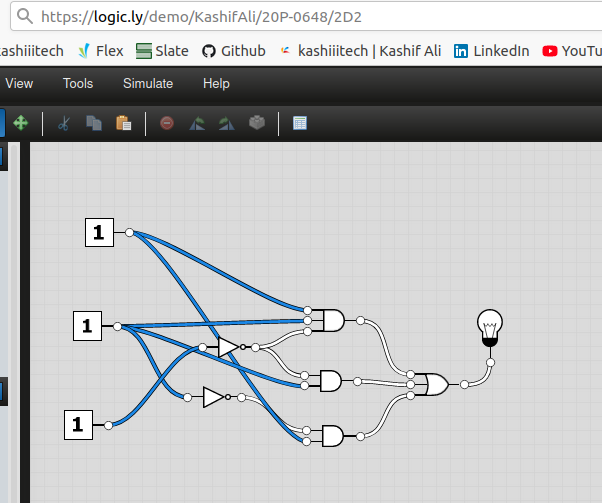 https://logic.ly/demo/KashifAli/20P-0648/2D2
ashiiitech Flex Slate Github kashiiitech | Kashif Ali LinkedIn YouTu
View Tools Simulate Help
1
1
1